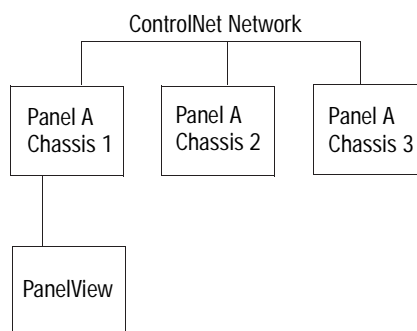 ControlNet Network
Panel A
Chassis 1
Panel A
Chassis 2
Panel A
Chassis 3
PanelView